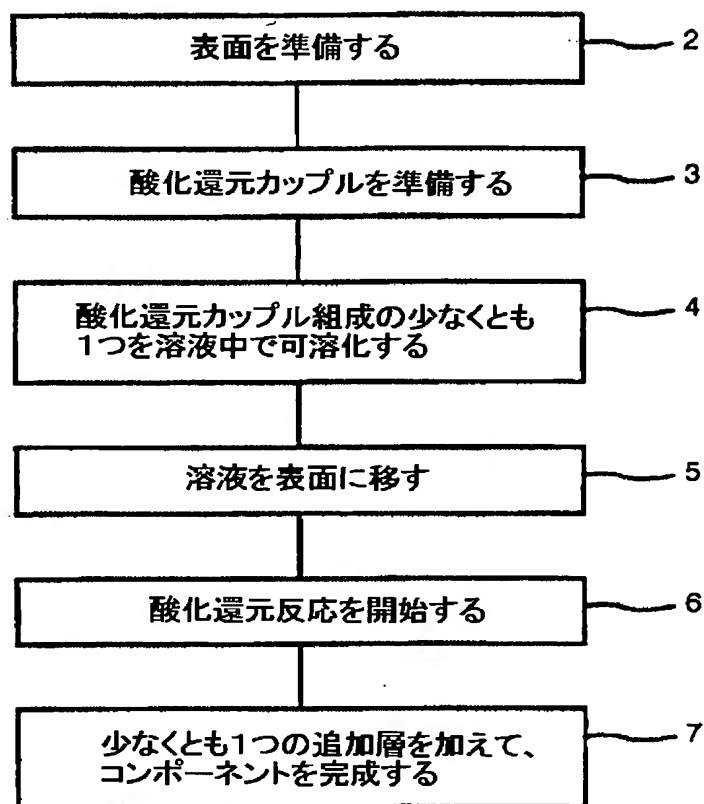 表面を準備する
2
酸化還元カップルを準備する
3
酸化還元カップル組成の少なくとも
1つを溶液中で可溶化する
4
溶液を表面に移す
5
酸化還元反応を開始する
6
少なくとも1つの追加層を加えて、
コンポーネントを完成する
7